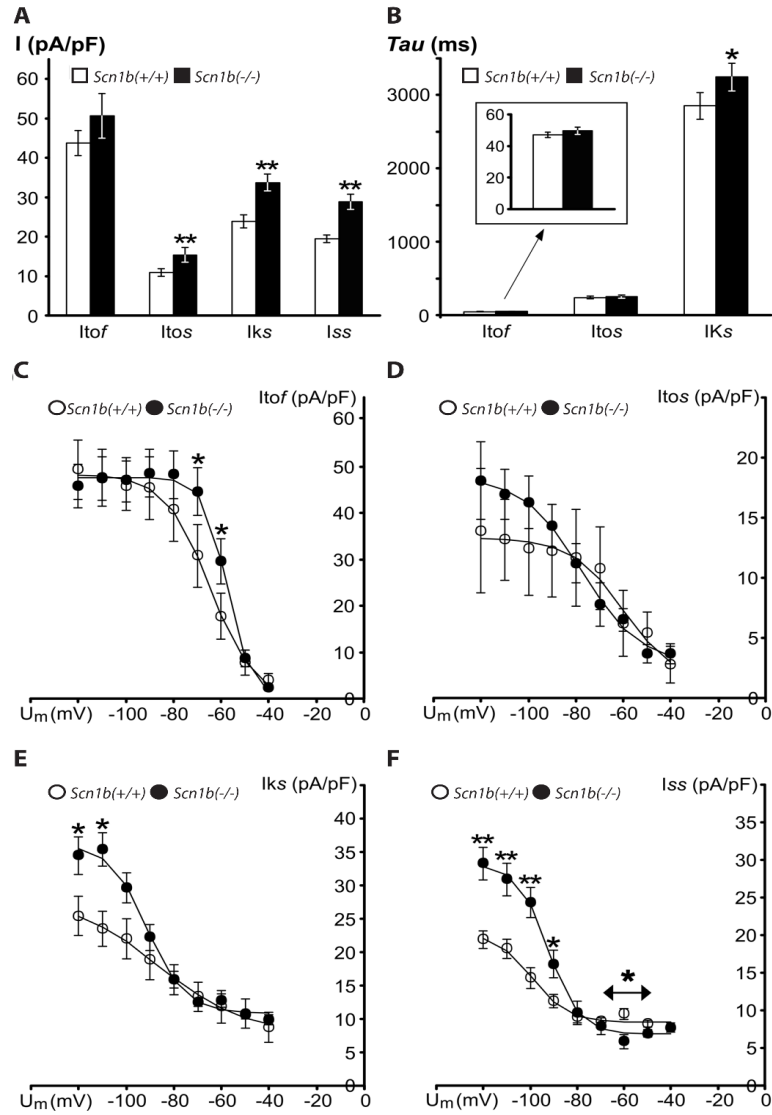 A
I (pA/pF)
Scn1b(+/+) Scn1b(-/-)
60
50
40
30
20
10
0
** ** **
Itof Itos Iks Iss
B
Tau (ms)
Scn1b(+/+) Scn1b(-/-)
*
3000
2000
1000
0
60
40
20
0
Itof Itos IKs
C
Itof (pA/pF)
Scn1b(+/+) Scn1b(-/-)
60
50
40
30
20
10
0
* *
Um(mV) -100 -80 -60 -40 -20 0
D
Itos (pA/pF)
Scn1b(+/+) Scn1b(-/-)
20
15
10
5
0
Um(mV) -100 -80 -60 -40 -20 0
E
Iks (pA/pF)
Scn1b(+/+) Scn1b(-/-)
40
35
30
25
20
15
10
5
0
* *
Um(mV) -100 -80 -60 -40 -20 0
F
Iss (pA/pF)
Scn1b(+/+) Scn1b(-/-)
35
30
25
20
15
10
5
0
** ** ** * *
Um(mV) -100 -80 -60 -40 -20 0